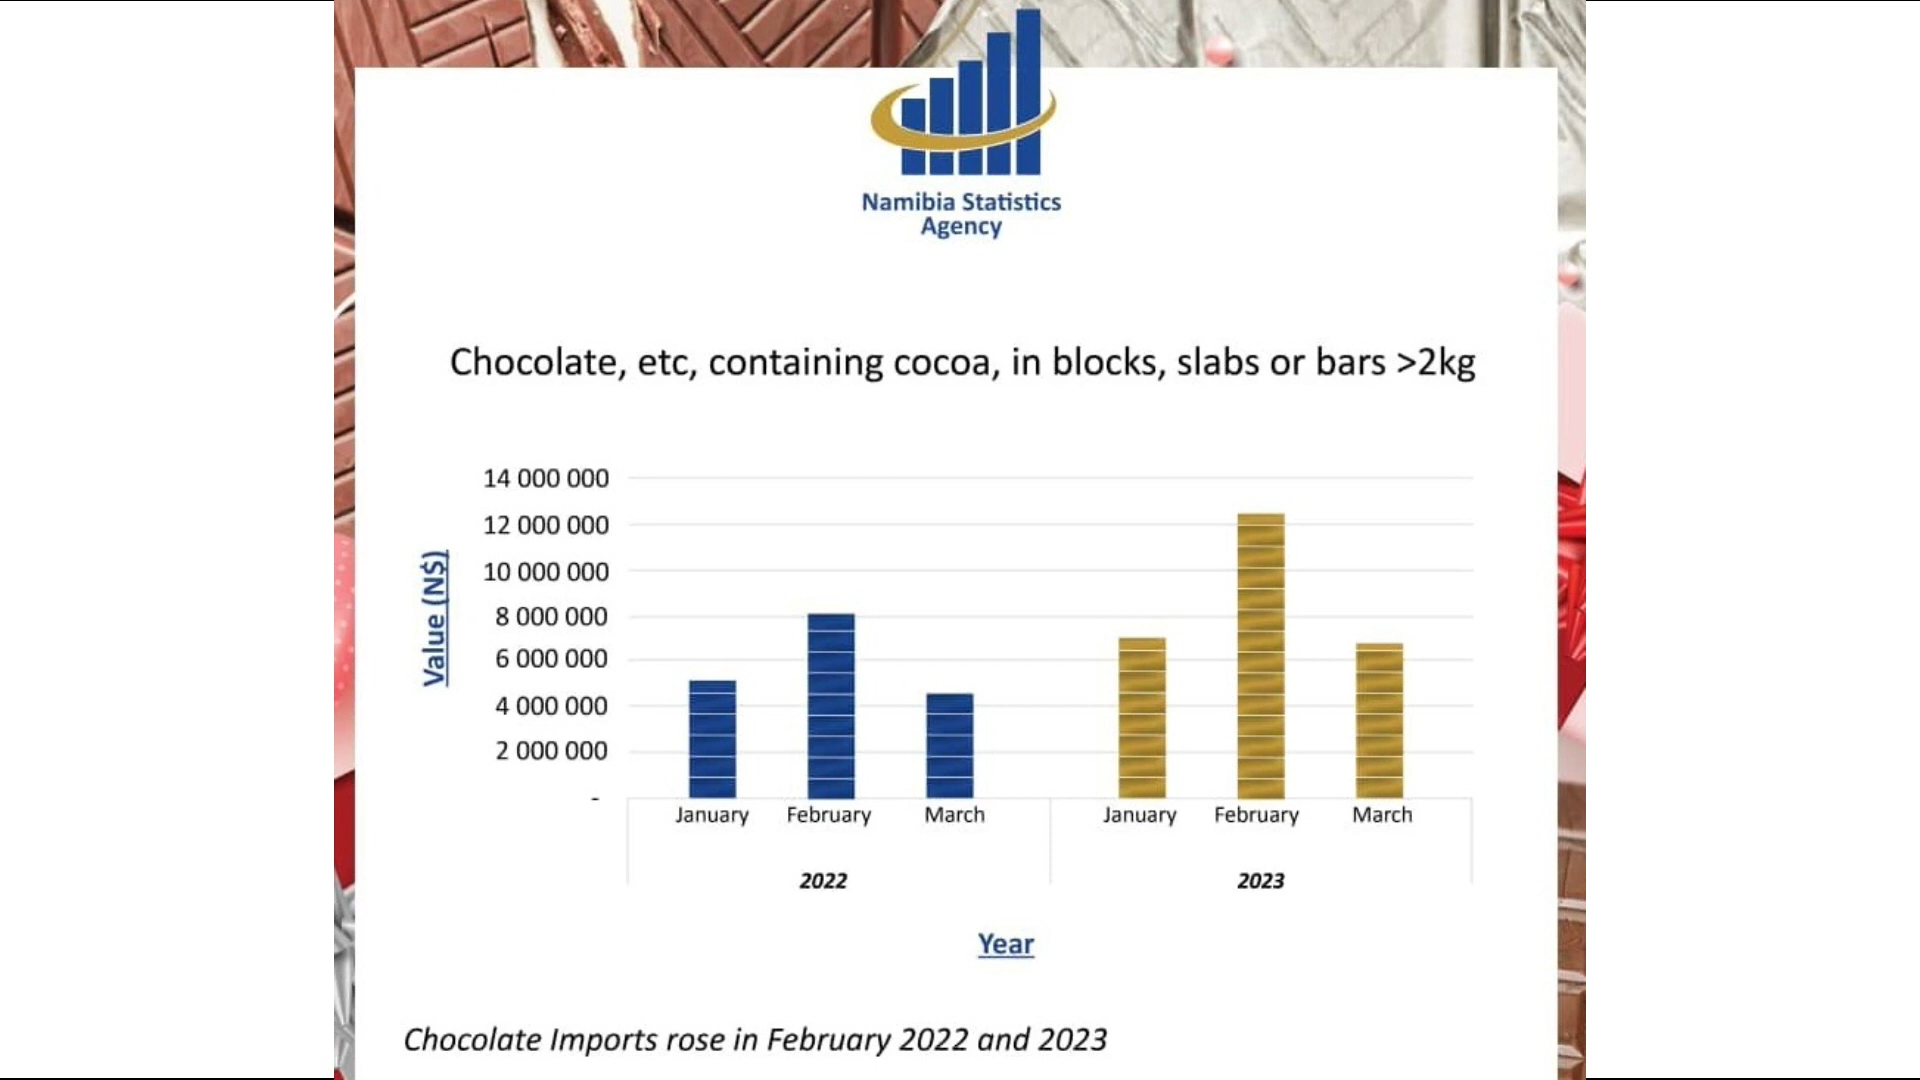 Namibia Statistics
Agency
Chocolate, etc, containing cocoa, in blocks, slabs or bars >2kg
Value (N$)
14 000 000
12 000 000
10 000 000
8 000 000
6 000 000
4 000 000
2 000 000
-
January February March January February March
2022 2023
Year
Chocolate Imports rose in February 2022 and 2023